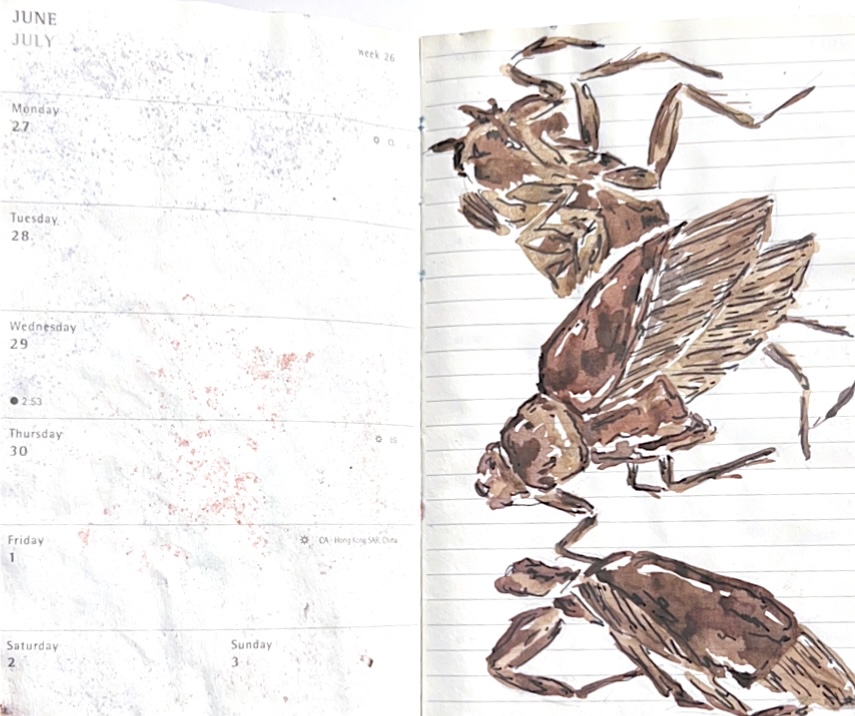 JUNE
JULY
week 26
Monday
27
Tuesday
28
Wednesday
29
2:53
Thursday
30
Friday
1
CA · Hong Kong SAR, China
Saturday
2
Sunday
3